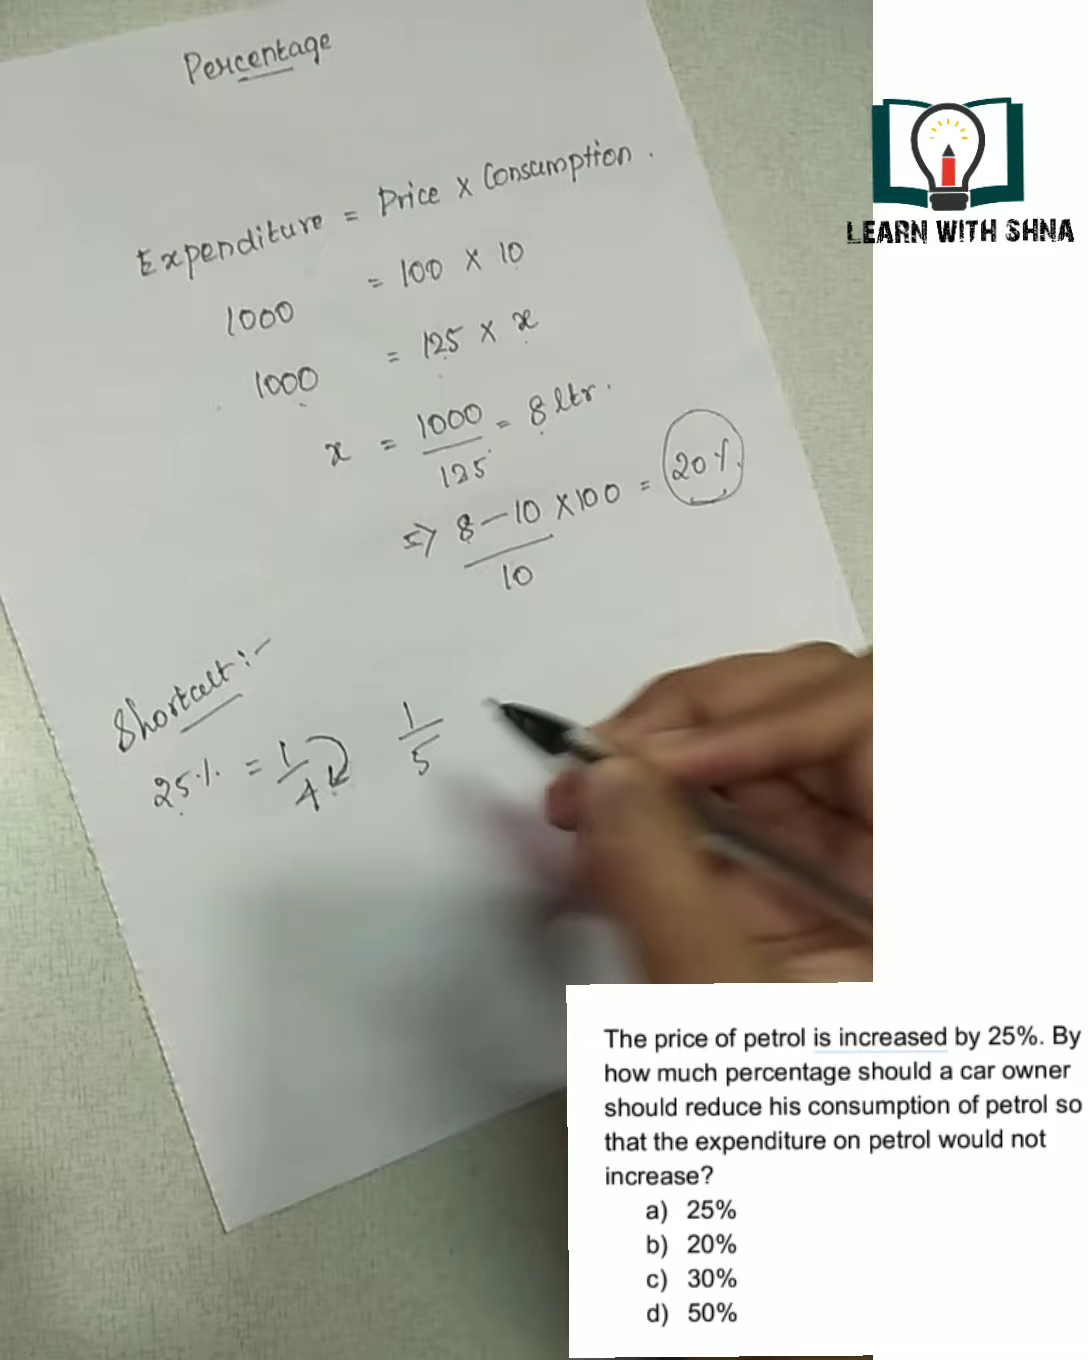 Percentage
Expenditure = Price x Consumption.
1000 = 100 x 10
1000 = 125 x x
x = 1000/125 = 8 ltr.
=> 8-10/10 x100 = 20%
Shortcut:-
25% = 1/4 1/5
LEARN WITH SHNA
The price of petrol is increased by 25%. By
how much percentage should a car owner
should reduce his consumption of petrol so
that the expenditure on petrol would not
increase?
a) 25%
b) 20%
c) 30%
d) 50%